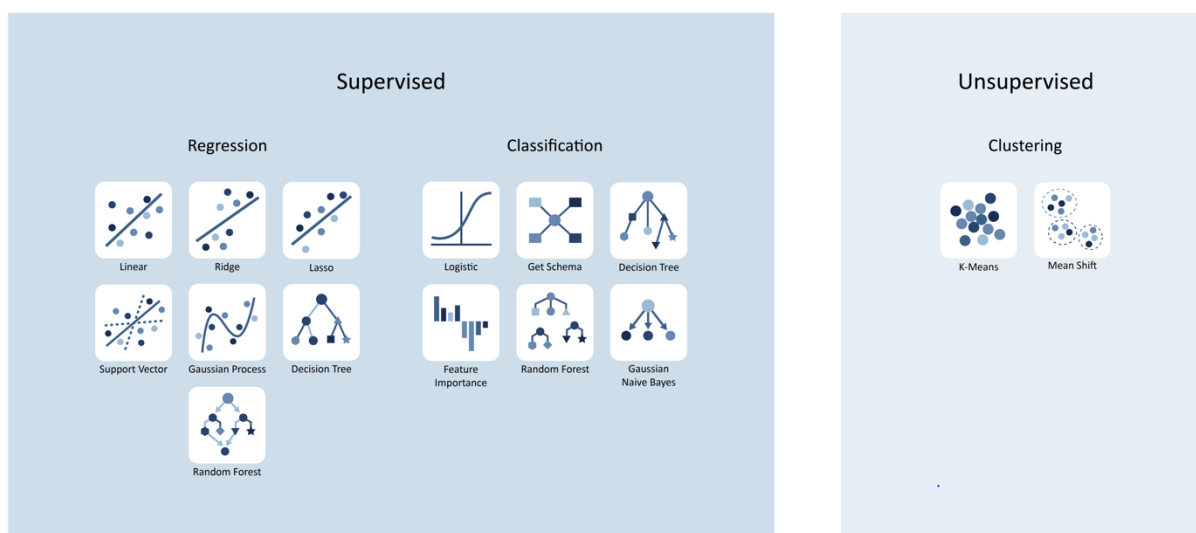 Supervised
Regression
Linear
Ridge
Lasso
Support Vector
Gaussian Process
Decision Tree
Random Forest
Classification
Logistic
Get Schema
Decision Tree
Feature
Importance
Random Forest
Gaussian
Naive Bayes
Unsupervised
Clustering
K-Means
Mean Shift